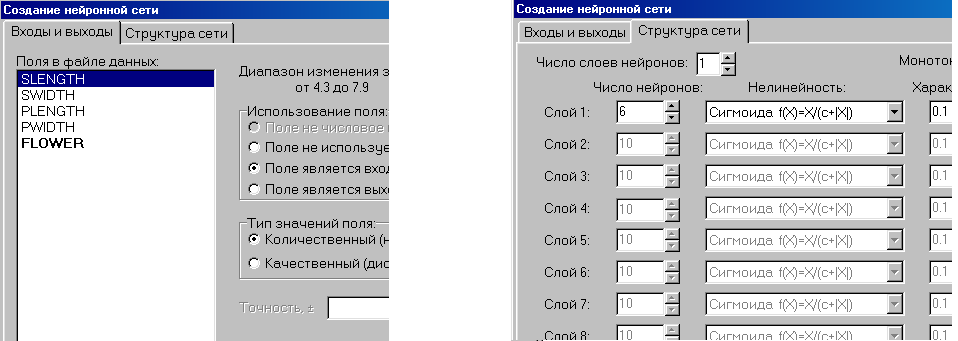 Создание нейронной сети
Входы и выходы
Структура сети
Поля в файле данных:
SLENGTH
SWIDTH
PLENGTH
PWIDTH
FLOWER
Диапазон изменения з
от 4.3 до 7.9
Использование поля:
Поле не числовое
Поле не используе
Поле является вхо
Поле является вых
Тип значений поля:
Количественный (н
Качественный (дис
Точность, ±
Создание нейронной сети
Входы и выходы
Структура сети
Число слоев нейронов: 1 Монотон
Число нейронов: Нелинейность: Харак
Слой 1: 6 Сигмоида f(X)=X/(c+|X|) 0.1
Слой 2: 10 Сигмоида f(X)=X/(c+|X|) 0.1
Слой 3: 10 Сигмоида f(X)=X/(c+|X|) 0.1
Слой 4: 10 Сигмоида f(X)=X/(c+|X|) 0.1
Слой 5: 10 Сигмоида f(X)=X/(c+|X|) 0.1
Слой 6: 10 Сигмоида f(X)=X/(c+|X|) 0.1
Слой 7: 10 Сигмоида f(X)=X/(c+|X|) 0.1
Слой 8: 10 Сигмоида f(X)=X/(c+|X|) 0.1